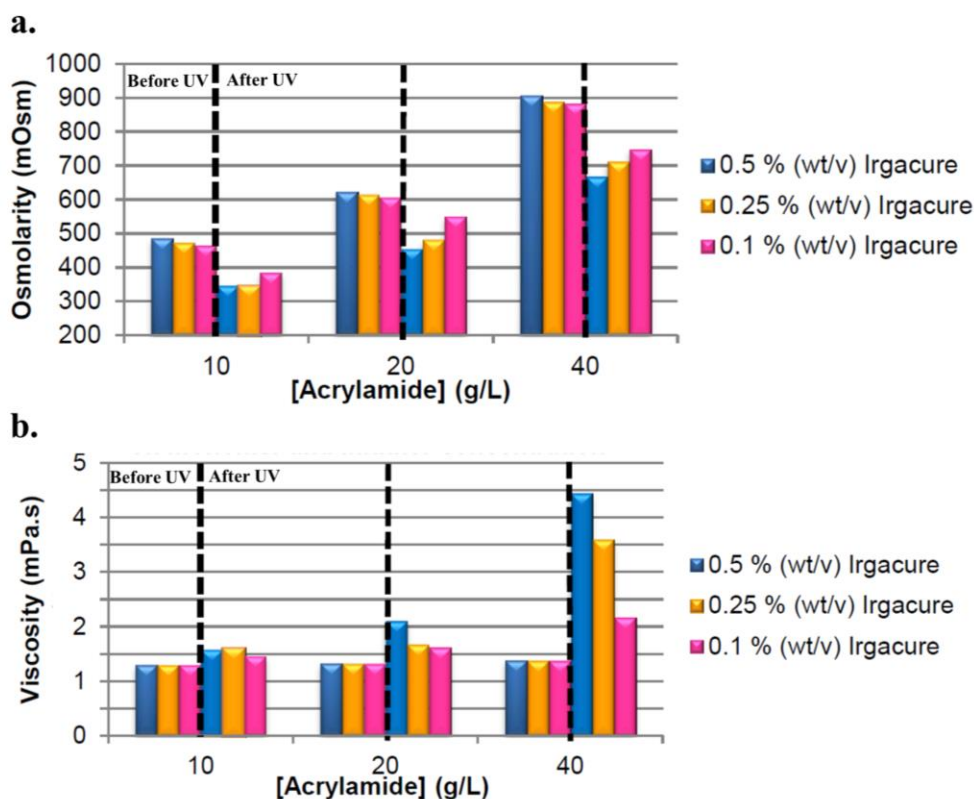 a.
1000
900
800
700
600
500
400
300
200
Osmolarity (mOsm)
Before UV
After UV
10
20
40
[Acrylamide] (g/L)
0.5 % (wt/v) Irgacure
0.25 % (wt/v) Irgacure
0.1 % (wt/v) Irgacure
b.
5
4
3
2
1
0
Viscosity (mPa.s)
Before UV
After UV
10
20
40
[Acrylamide] (g/L)
0.5 % (wt/v) Irgacure
0.25 % (wt/v) Irgacure
0.1 % (wt/v) Irgacure